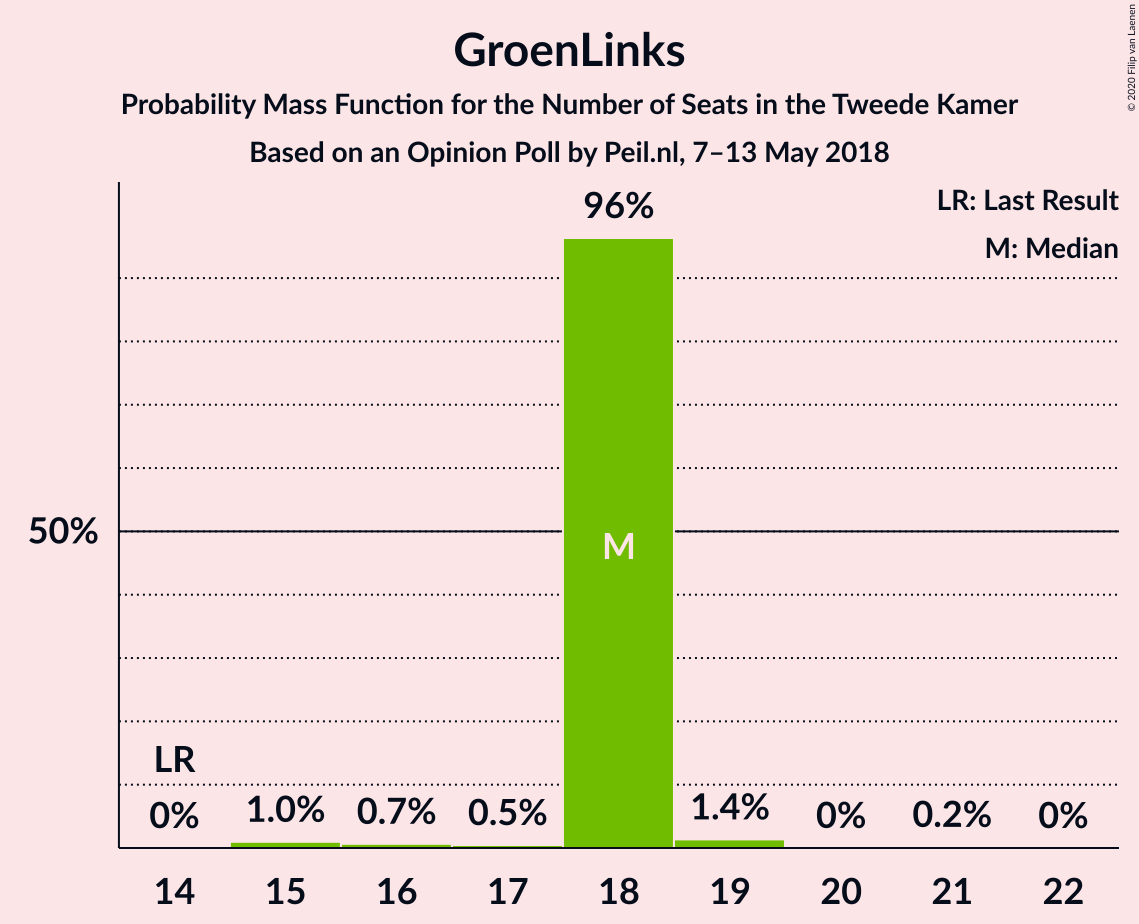 GroenLinks
Probability Mass Function for the Number of Seats in the Tweede Kamer
Based on an Opinion Poll by Peil.nl, 7–13 May 2018
© 2020 Filip van Laenen
LR: Last Result
M: Median
96%
50%
M
LR
0% 1.0% 0.7% 0.5% 1.4% 0% 0.2% 0%
14 15 16 17 18 19 20 21 22